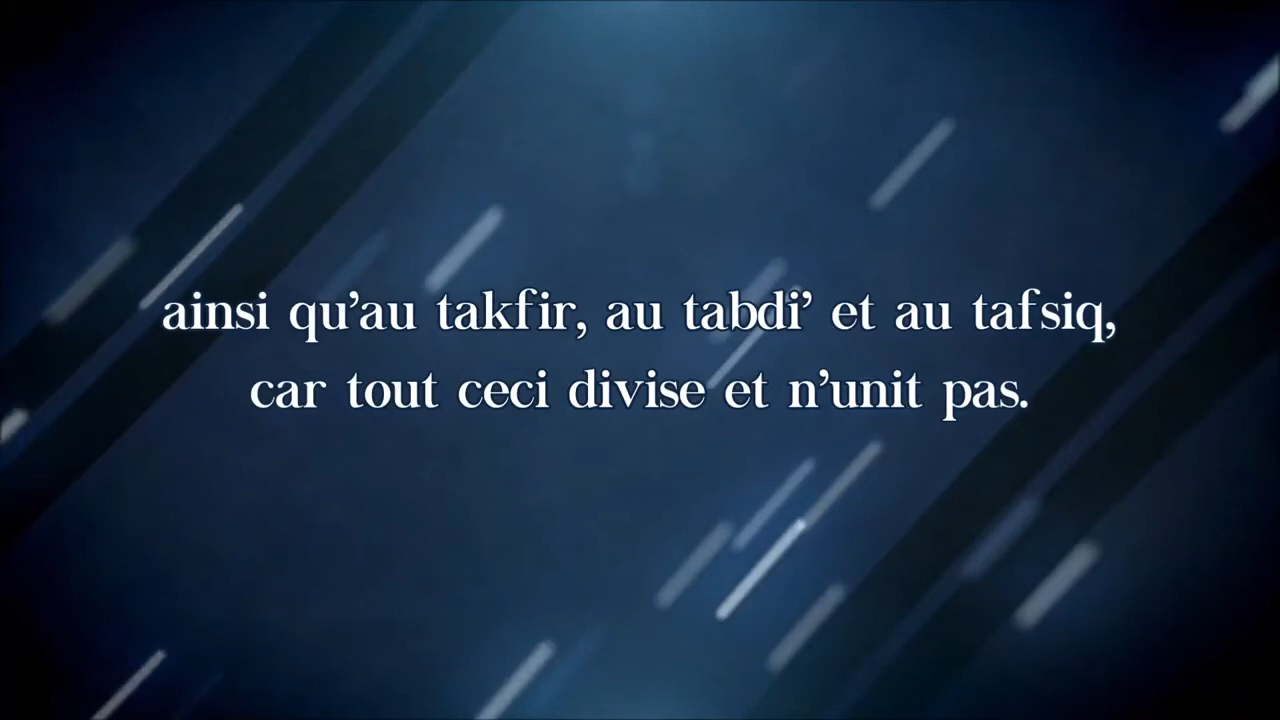 ainsi qu’au takfir, au tabdi’ et au tafsiq,
car tout ceci divise et n’unit pas.